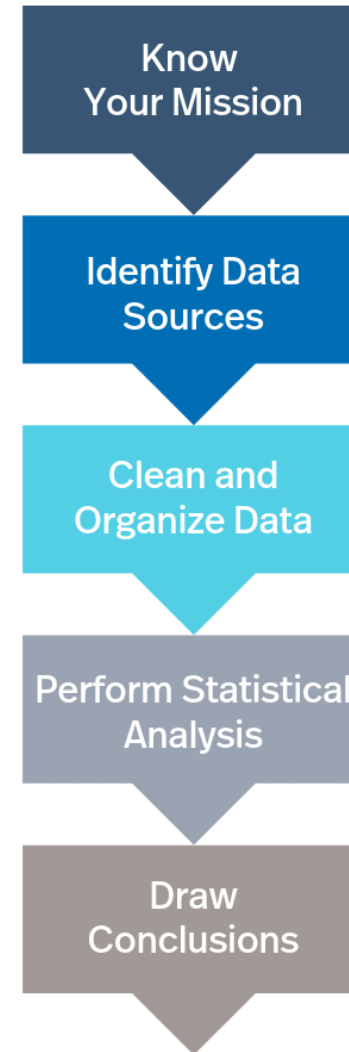 Know
Your Mission
Identify Data
Sources
Clean and
Organize Data
Perform Statistical
Analysis
Draw
Conclusions